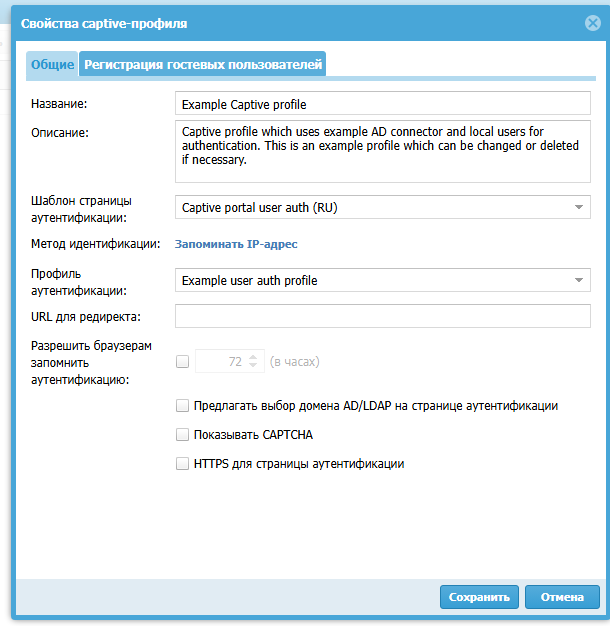 Свойства captive-профиля
Общие
Регистрация гостевых пользователей
Название:
Example Captive profile
Описание:
Captive profile which uses example AD connector and local users for
authentication. This is an example profile which can be changed or deleted
if necessary.
Шаблон страницы
аутентификации:
Captive portal user auth (RU)
Метод идентификации:
Запоминать IP-адрес
Профиль
аутентификации:
Example user auth profile
URL для редиректа:
Разрешить браузерам
запомнить
аутентификацию:
72
(в часах)
Предлагать выбор домена AD/LDAP на странице аутентификации
Показывать CAPTCHA
HTTPS для страницы аутентификации
Сохранить
Отмена